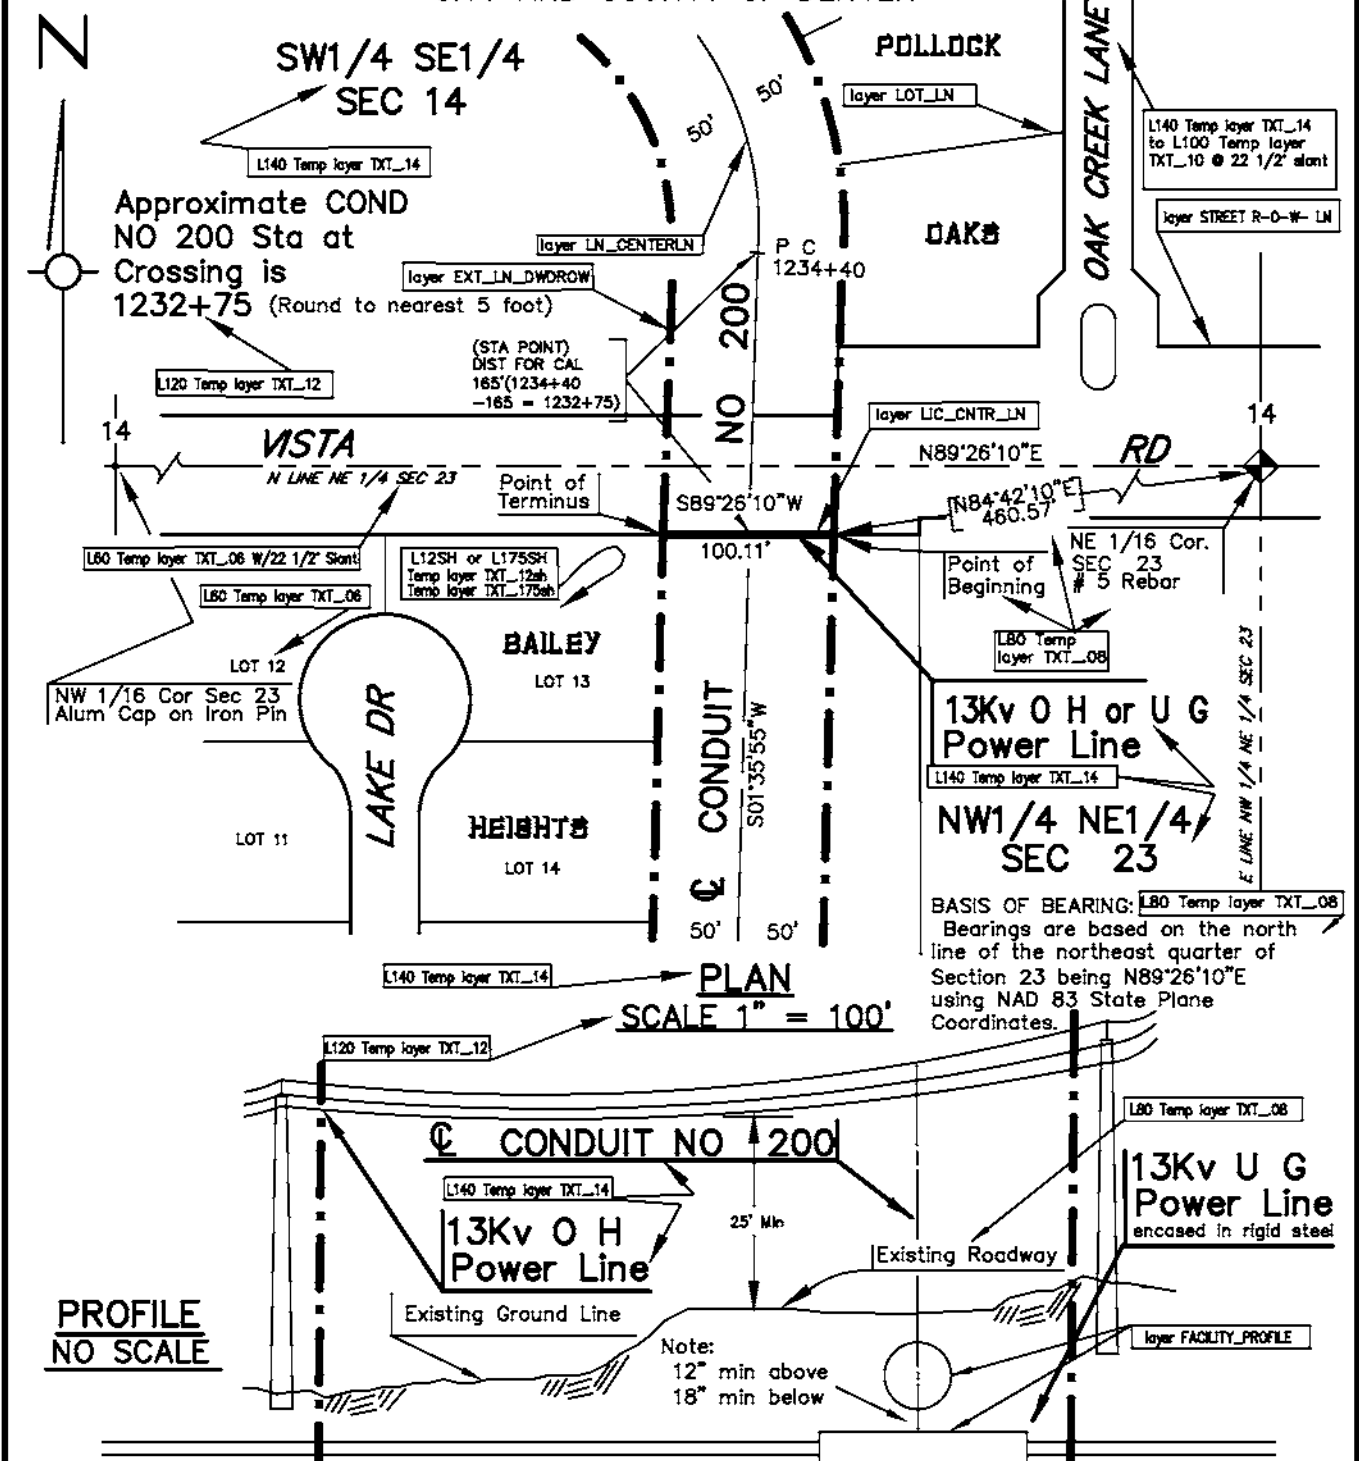 N
SW1/4 SE1/4
SEC 14
L140 Temp layer TXT_14
50'
50'
POLLOCK
layer LOT_LN
OAK CREEK LANE
L140 Temp layer TXT_14
to L100 Temp layer
TXT_10 @ 22 1/2° slant
Approximate COND
NO 200 Sta at
Crossing is
1232+75 (Round to nearest 5 foot)
layer LN_CENTERLN
layer EXT_LN_DWDROW
P C
1234+40
OAKS
layer STREET R-O-W- LN
L120 Temp layer TXT_12
(STA POINT)
DIST FOR CAL
165'(1234+40
-165 = 1232+75)
NO 200
layer LIC_CNTR_LN
14
14
VISTA
N LINE NE 1/4 SEC 23
N89°26'10"E
RD
Point of
Terminus
S89°26'10"W
[N84°42'10"E]
460.57'
100.11'
L60 Temp layer TXT_06 W/22 1/2° Slant
L12SH or L175SH
Temp layer TXT_12sh
Temp layer TXT_175sh
Point of
Beginning
NE 1/16 Cor.
SEC 23
# 5 Rebar
L60 Temp layer TXT_06
L80 Temp
layer TXT_08
LOT 12
BAILEY
LOT 13
NW 1/16 Cor Sec 23
Alum Cap on Iron Pin
LAKE DR
CONDUIT
S01°35'55"W
13Kv O H or U G
Power Line
L140 Temp layer TXT_14
E LINE NW 1/4 NE 1/4 SEC 23
NW1/4 NE1/4
SEC 23
LOT 11
HEIGHTS
LOT 14
℄
50' 50'
BASIS OF BEARING: L80 Temp layer TXT_08
Bearings are based on the north
line of the northeast quarter of
Section 23 being N89°26'10"E
using NAD 83 State Plane
Coordinates.
L140 Temp layer TXT_14
PLAN
SCALE 1" = 100'
L120 Temp layer TXT_12
L80 Temp layer TXT_08
℄ CONDUIT NO 200
L140 Temp layer TXT_14
13Kv O H
Power Line
25' Min
13Kv U G
Power Line
encased in rigid steel
Existing Roadway
PROFILE
NO SCALE
Existing Ground Line
Note:
12" min above
18" min below
layer FACILITY_PROFILE